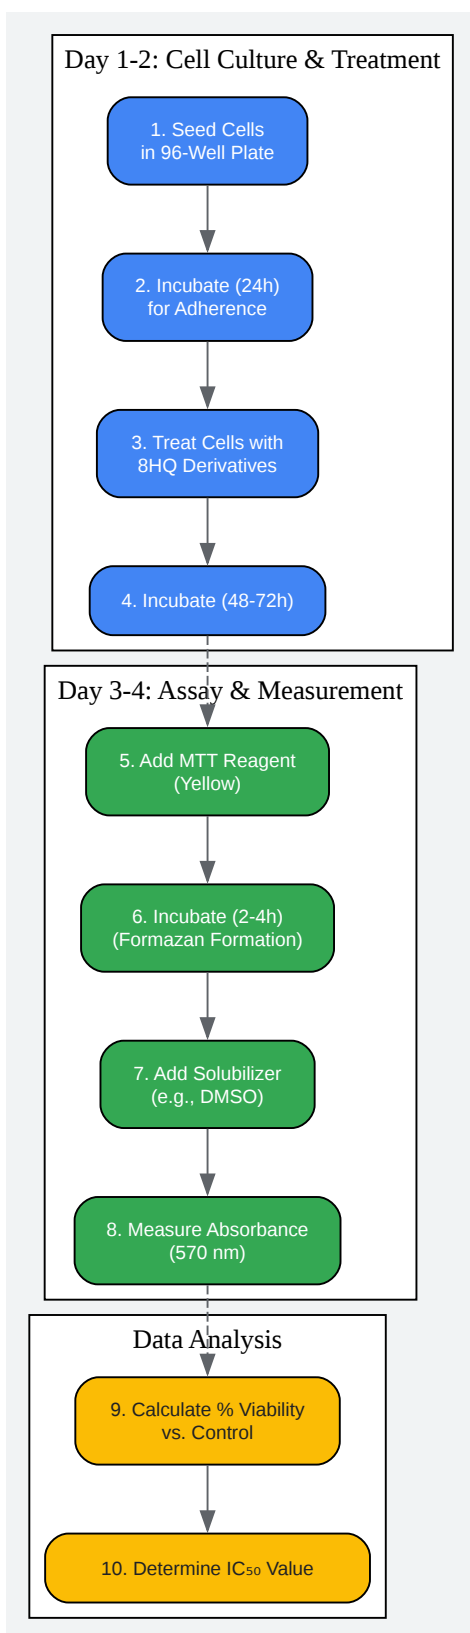 Day 1-2: Cell Culture & Treatment
1. Seed Cells
in 96-Well Plate
2. Incubate (24h)
for Adherence
3. Treat Cells with
8HQ Derivatives
4. Incubate (48-72h)
Day 3-4: Assay & Measurement
5. Add MTT Reagent
(Yellow)
6. Incubate (2-4h)
(Formazan Formation)
7. Add Solubilizer
(e.g., DMSO)
8. Measure Absorbance
(570 nm)
Data Analysis
9. Calculate % Viability
vs. Control
10. Determine IC₅₀ Value